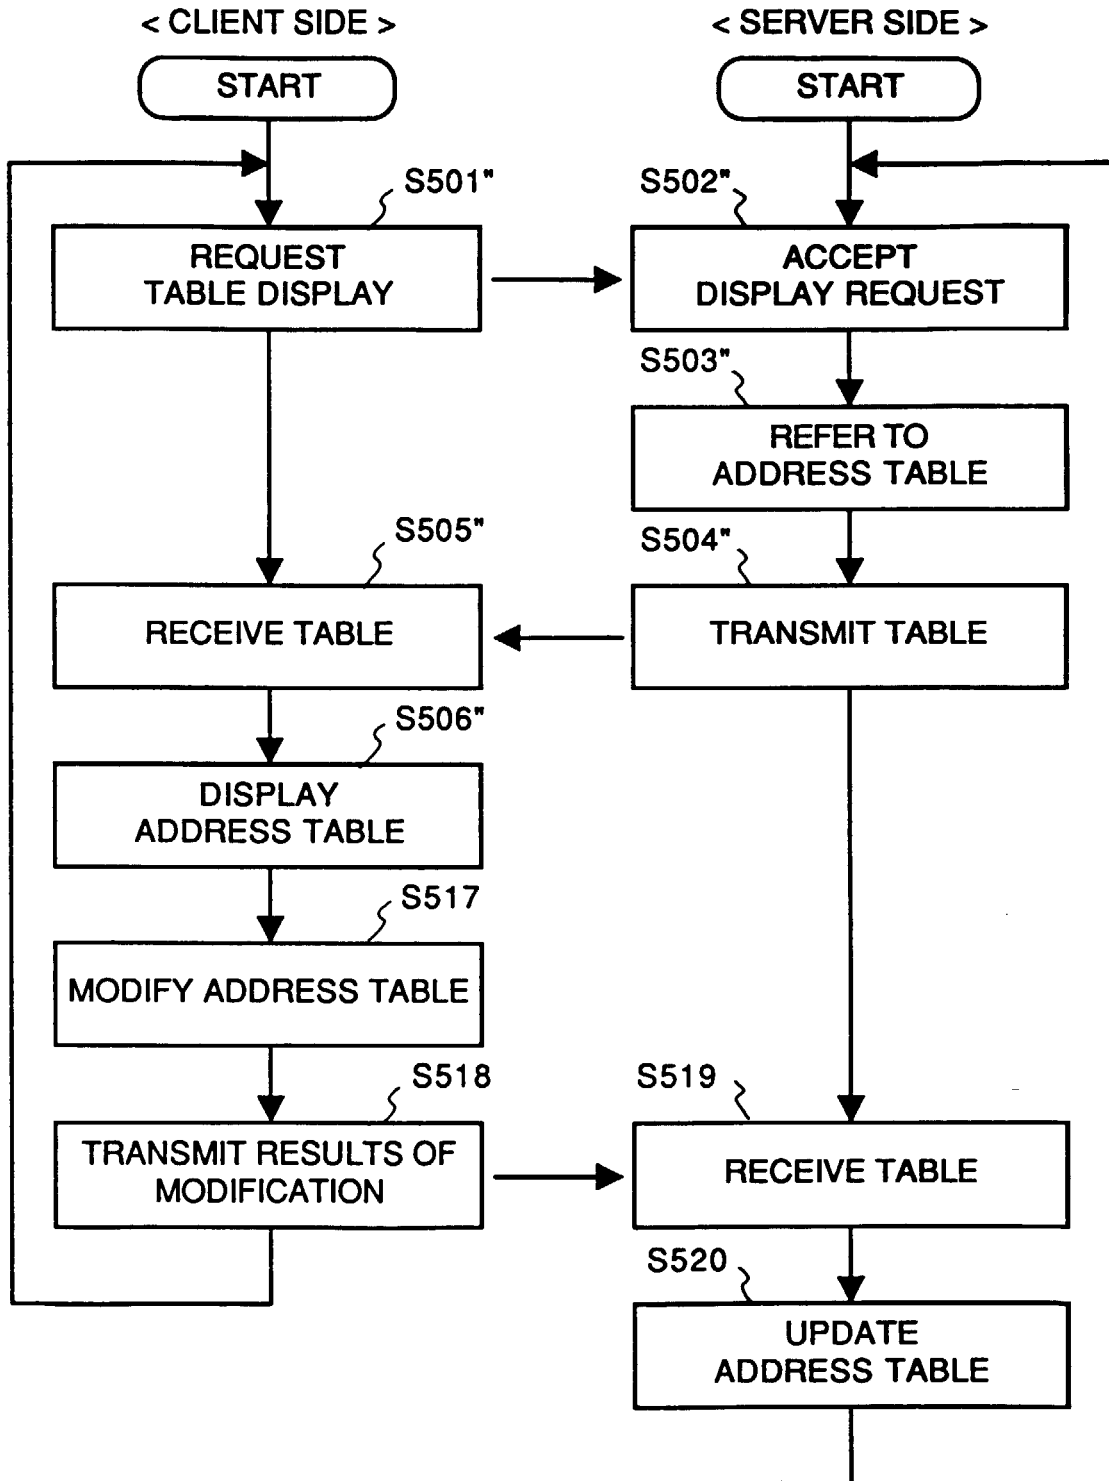 < CLIENT SIDE >
< SERVER SIDE >
START
START
S501"
S502"
REQUEST
TABLE DISPLAY
ACCEPT
DISPLAY REQUEST
S503"
REFER TO
ADDRESS TABLE
S505"
S504"
RECEIVE TABLE
TRANSMIT TABLE
S506"
DISPLAY
ADDRESS TABLE
S517
MODIFY ADDRESS TABLE
S518
S519
TRANSMIT RESULTS OF
MODIFICATION
RECEIVE TABLE
S520
UPDATE
ADDRESS TABLE